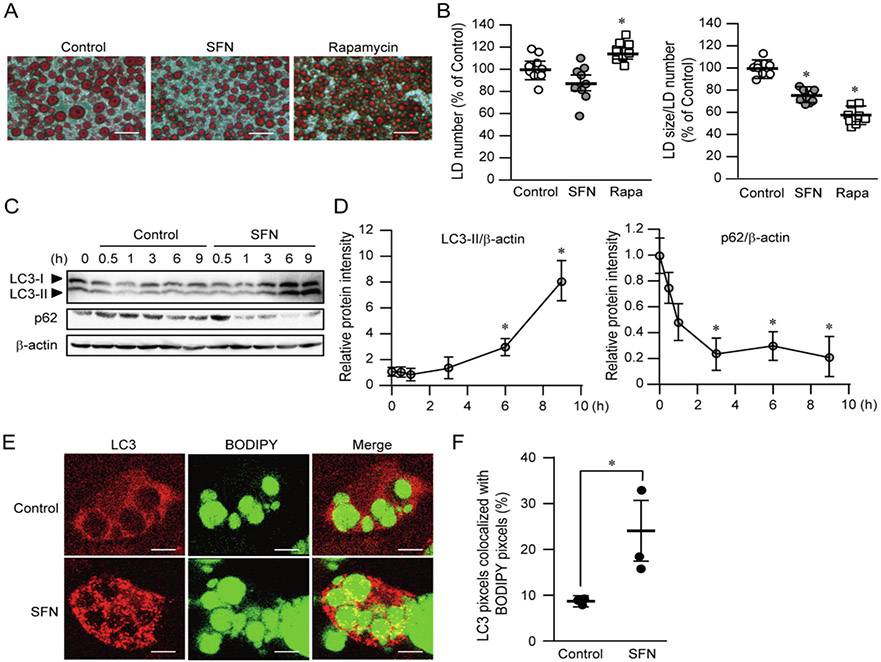 A
Control
SFN
Rapamycin
B
LD number (% of Control)
140
120
100
80
60
40
20
0
*
Control
SFN
Rapa
LD size/LD number
(% of Control)
140
120
100
80
60
40
20
0
*
*
Control
SFN
Rapa
C
Control
SFN
(h) 0 0.5 1 3 6 9 0.5 1 3 6 9
LC3-I
LC3-II
p62
β-actin
D
LC3-II/β-actin
Relative protein intensity
12
10
8
6
4
2
0
*
*
0 2 4 6 8 10 (h)
p62/β-actin
Relative protein intensity
1.2
1.0
0.8
0.6
0.4
0.2
0
*
*
*
0 2 4 6 8 10 (h)
E
LC3
BODIPY
Merge
Control
SFN
F
LC3 pixcels colocalized with
BODIPY pixcels (%)
40
30
20
10
0
*
Control
SFN